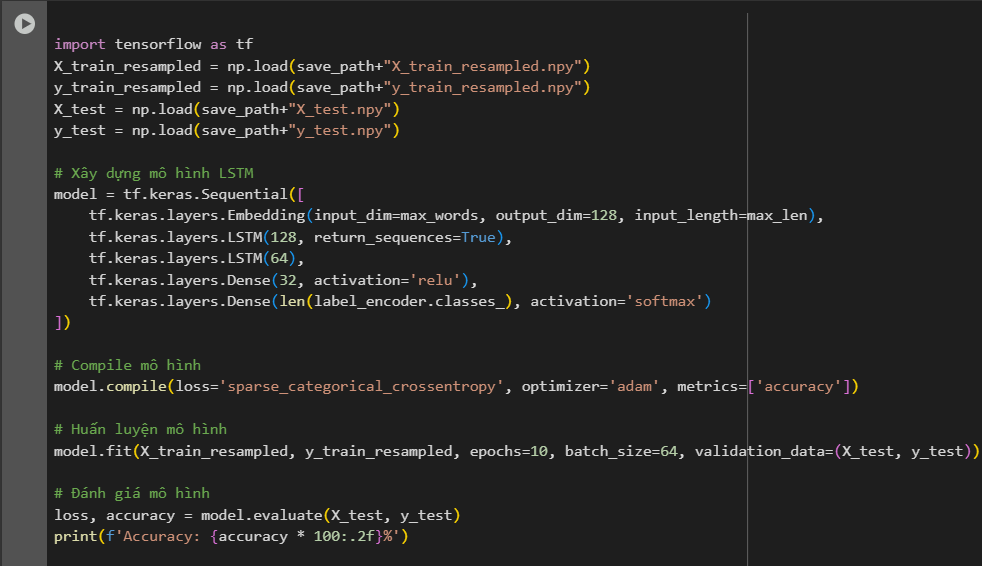 import tensorflow as tf
X_train_resampled = np.load(save_path+"X_train_resampled.npy")
y_train_resampled = np.load(save_path+"y_train_resampled.npy")
X_test = np.load(save_path+"X_test.npy")
y_test = np.load(save_path+"y_test.npy")
# Xây dựng mô hình LSTM
model = tf.keras.Sequential([
    tf.keras.layers.Embedding(input_dim=max_words, output_dim=128, input_length=max_len),
    tf.keras.layers.LSTM(128, return_sequences=True),
    tf.keras.layers.LSTM(64),
    tf.keras.layers.Dense(32, activation='relu'),
    tf.keras.layers.Dense(len(label_encoder.classes_), activation='softmax')
])
# Compile mô hình
model.compile(loss='sparse_categorical_crossentropy', optimizer='adam', metrics=['accuracy'])
# Huấn luyện mô hình
model.fit(X_train_resampled, y_train_resampled, epochs=10, batch_size=64, validation_data=(X_test, y_test))
# Đánh giá mô hình
loss, accuracy = model.evaluate(X_test, y_test)
print(f'Accuracy: {accuracy * 100:.2f}%')